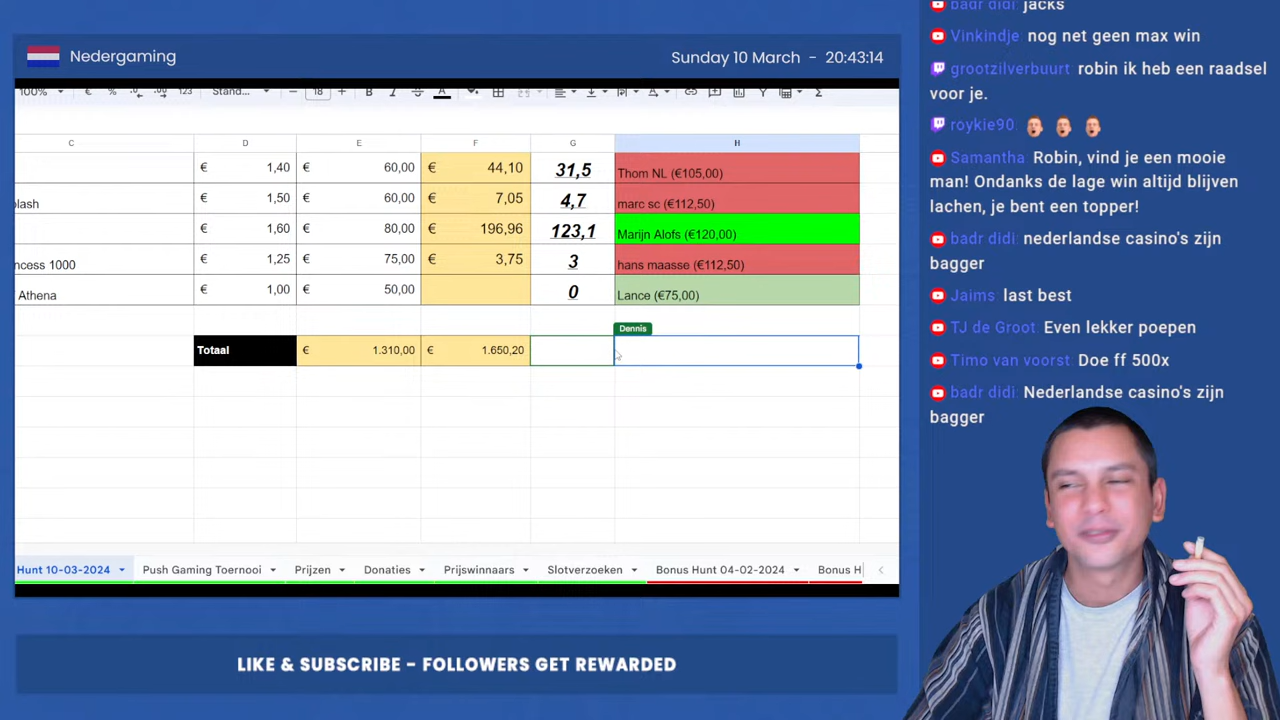 Nedergaming
Sunday 10 March - 20:43:14
100% € % .0 .00 123 Stand... − 18 + B I A Σ
C D E F G H
€ 1,40 € 60,00 € 44,10 31,5 Thom NL (€105,00)
plash € 1,50 € 60,00 € 7,05 4,7 marc sc (€112,50)
€ 1,60 € 80,00 € 196,96 123,1 Marijn Alofs (€120,00)
ncess 1000 € 1,25 € 75,00 € 3,75 3 hans maasse (€112,50)
Athena € 1,00 € 50,00 0 Lance (€75,00)
Dennis
Totaal € 1.310,00 € 1.650,20
Hunt 10-03-2024 Push Gaming Toernooi Prijzen Donaties Prijswinnaars Slotverzoeken Bonus Hunt 04-02-2024 Bonus H
LIKE & SUBSCRIBE - FOLLOWERS GET REWARDED
badr didi: jacks
Vinkindje: nog net geen max win
grootzilverbuurt: robin ik heb een raadsel
voor je.
roykie90:
Samantha: Robin, vind je een mooie
man! Ondanks de lage win altijd blijven
lachen, je bent een topper!
badr didi: nederlandse casino's zijn
bagger
Jaims: last best
TJ de Groot: Even lekker poepen
Timo van voorst: Doe ff 500x
badr didi: Nederlandse casino's zijn
bagger